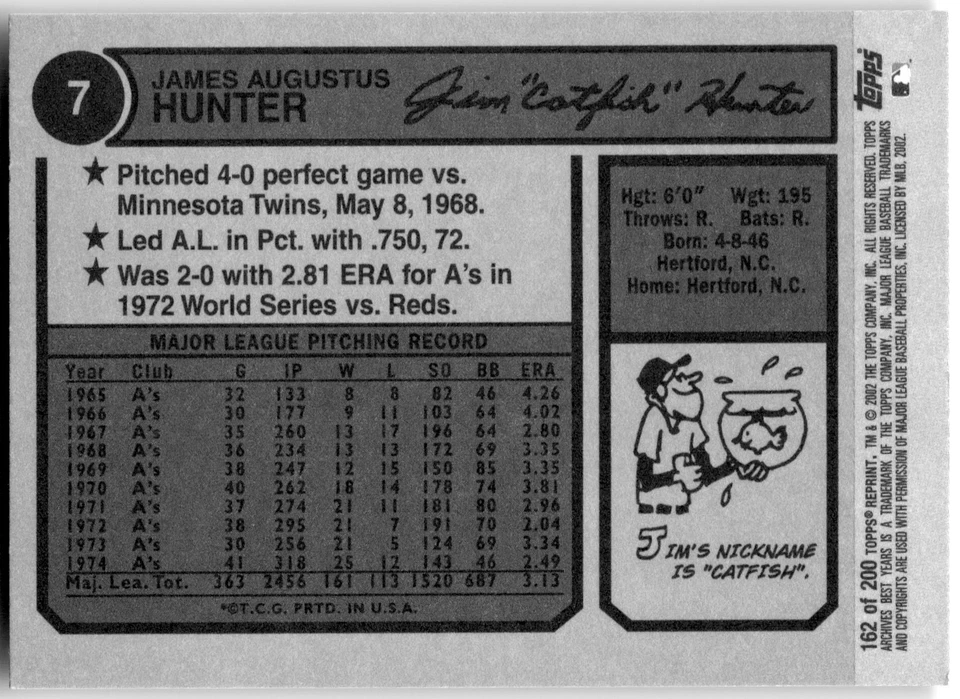 7
JAMES AUGUSTUS
HUNTER
Jim "Catfish" Hunter
★ Pitched 4-0 perfect game vs.
Minnesota Twins, May 8, 1968.
★ Led A.L. in Pct. with .750, 72.
★ Was 2-0 with 2.81 ERA for A's in
1972 World Series vs. Reds.
MAJOR LEAGUE PITCHING RECORD
Year Club G IP W L SO BB ERA
1965 A's 32 133 8 8 82 46 4.26
1966 A's 30 177 9 11 103 64 4.02
1967 A's 35 260 13 17 196 64 2.80
1968 A's 36 234 13 13 172 69 3.35
1969 A's 38 247 12 15 150 85 3.35
1970 A's 40 262 18 14 178 74 3.81
1971 A's 37 274 21 11 181 80 2.96
1972 A's 38 295 21 7 191 70 2.04
1973 A's 30 256 21 5 124 69 3.34
1974 A's 41 318 25 12 143 46 2.49
Maj. Lea. Tot. 363 2456 161 113 1520 687 3.13
*©T.C.G. PRTD. IN U.S.A.
Hgt: 6'0" Wgt: 195
Throws: R. Bats: R.
Born: 4-8-46
Hertford, N.C.
Home: Hertford, N.C.
JIM'S NICKNAME
IS "CATFISH".
Topps
162 of 200 TOPPS® REPRINT. TM & © 2002 THE TOPPS COMPANY, INC. ALL RIGHTS RESERVED. TOPPS
ARCHIVES BEST YEARS IS A TRADEMARK OF THE TOPPS COMPANY, INC. MAJOR LEAGUE BASEBALL TRADEMARKS
AND COPYRIGHTS ARE USED WITH PERMISSION OF MAJOR LEAGUE BASEBALL PROPERTIES, INC. LICENSED BY MLB, 2002.